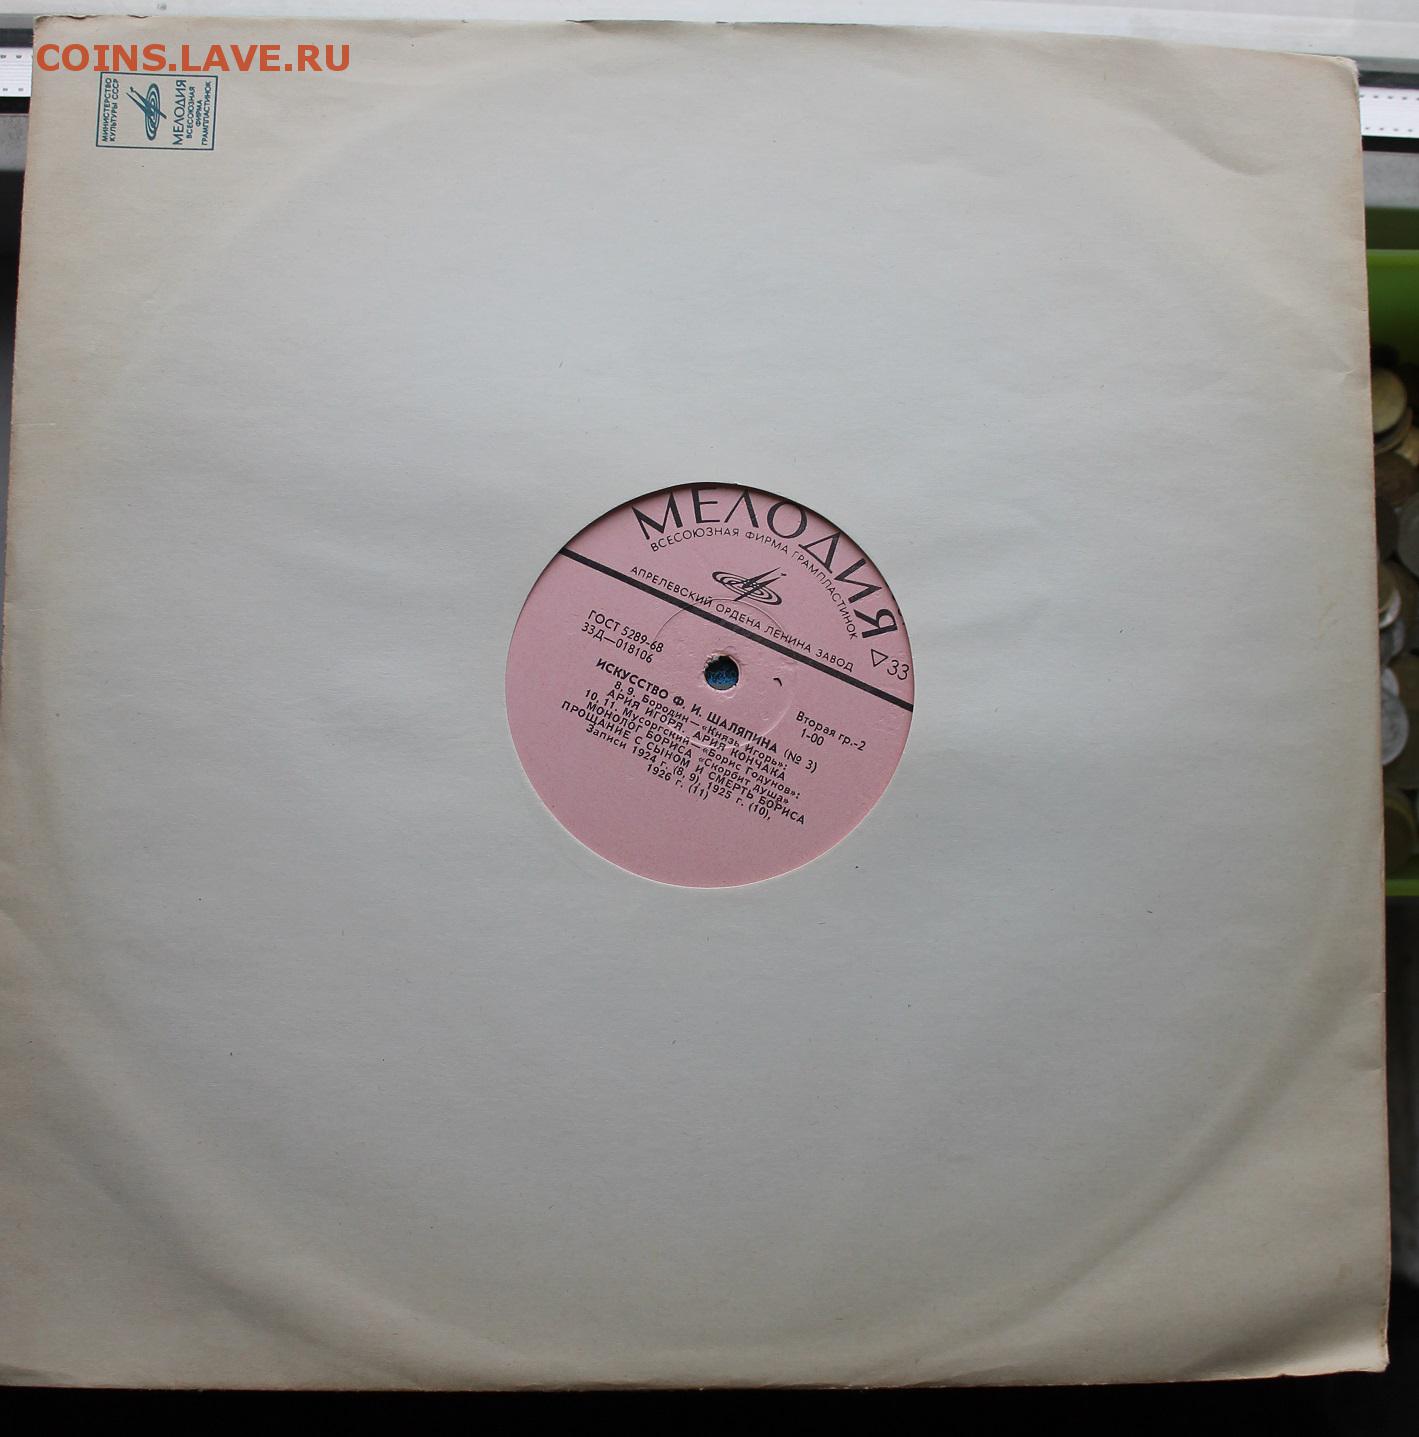 COINS.LAVE.RU
МИНИСТЕРСТВО
КУЛЬТУРЫ СССР
МЕЛОДИЯ
ВСЕСОЮЗНАЯ
ФИРМА
ГРАМПЛАСТИНОК
МЕЛОДИЯ
ВСЕСОЮЗНАЯ ФИРМА ГРАМПЛАСТИНОК
АПРЕЛЕВСКИЙ ОРДЕНА ЛЕНИНА ЗАВОД
▽33
ГОСТ 5289-68
33Д—018106
Вторая гр.-2
1-00
ИСКУССТВО Ф. И. ШАЛЯПИНА (№ 3)
8, 9. Бородин—«Князь Игорь»:
АРИЯ ИГОРЯ, АРИЯ КОНЧАКА
10, 11. Мусоргский—«Борис Годунов»:
МОНОЛОГ БОРИСА «Скорбит душа»
ПРОЩАНИЕ С СЫНОМ И СМЕРТЬ БОРИСА
Записи 1924 г. (8, 9), 1925 г. (10),
1926 г. (11)